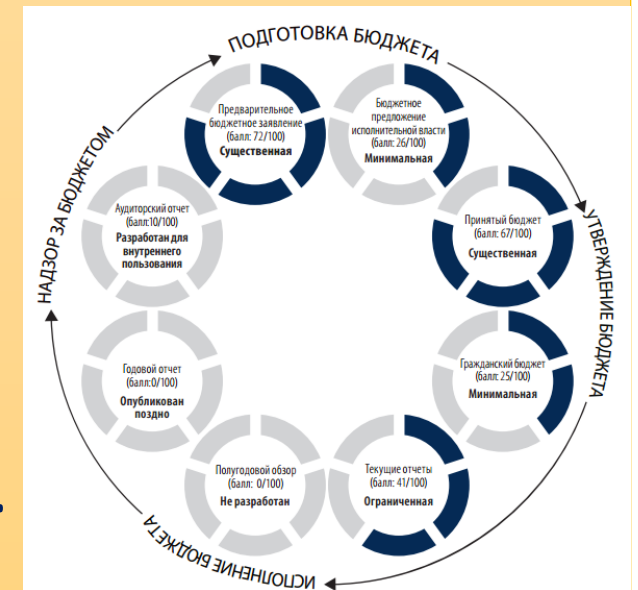 ПОДГОТОВКА БЮДЖЕТА
Предварительное
бюджетное заявление
(балл: 72/100)
Существенная
Бюджетное
предложение
исполнительной власти
(балл: 26/100)
Минимальная
УТВЕРЖДЕНИЕ БЮДЖЕТА
Принятый бюджет
(балл: 67/100)
Существенная
Гражданский бюджет
(балл: 25/100)
Минимальная
Текущие отчеты
(балл: 41/100)
Ограниченная
ИСПОЛНЕНИЕ БЮДЖЕТА
Полугодовой обзор
(балл: 0/100)
Не разработан
Годовой отчет
(балл:0/100)
Опубликован
поздно
НАДЗОР ЗА БЮДЖЕТОМ
Аудиторский отчет
(балл:10/100)
Разработан для
внутреннего
пользования